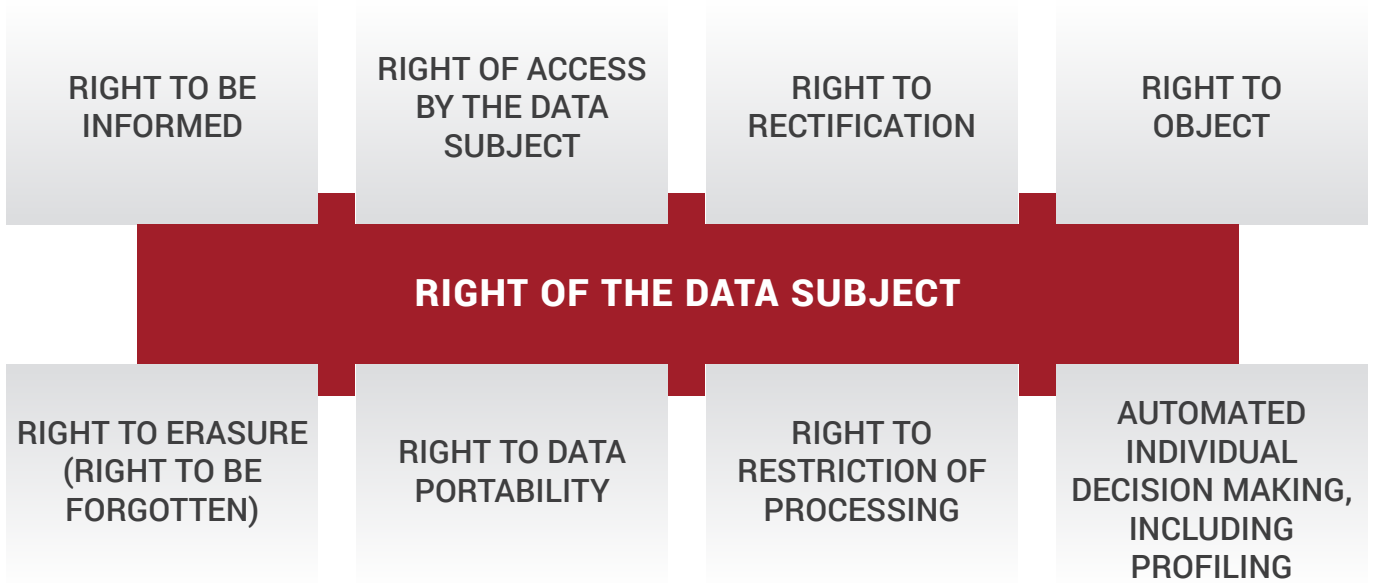 RIGHT TO BE
INFORMED
RIGHT OF ACCESS
BY THE DATA
SUBJECT
RIGHT TO
RECTIFICATION
RIGHT TO
OBJECT
RIGHT OF THE DATA SUBJECT
RIGHT TO ERASURE
(RIGHT TO BE
FORGOTTEN)
RIGHT TO DATA
PORTABILITY
RIGHT TO
RESTRICTION OF
PROCESSING
AUTOMATED
INDIVIDUAL
DECISION MAKING,
INCLUDING
PROFILING